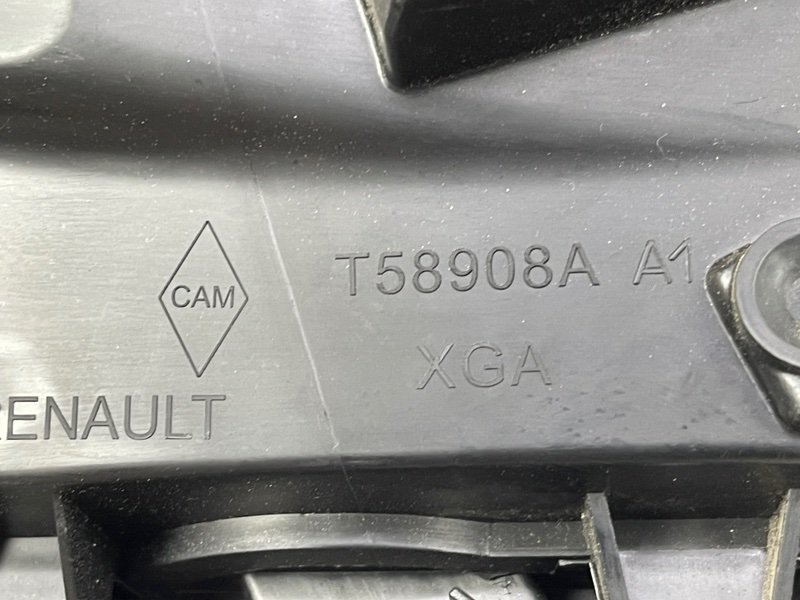 CAM
T58908A A1
XGA
RENAULT